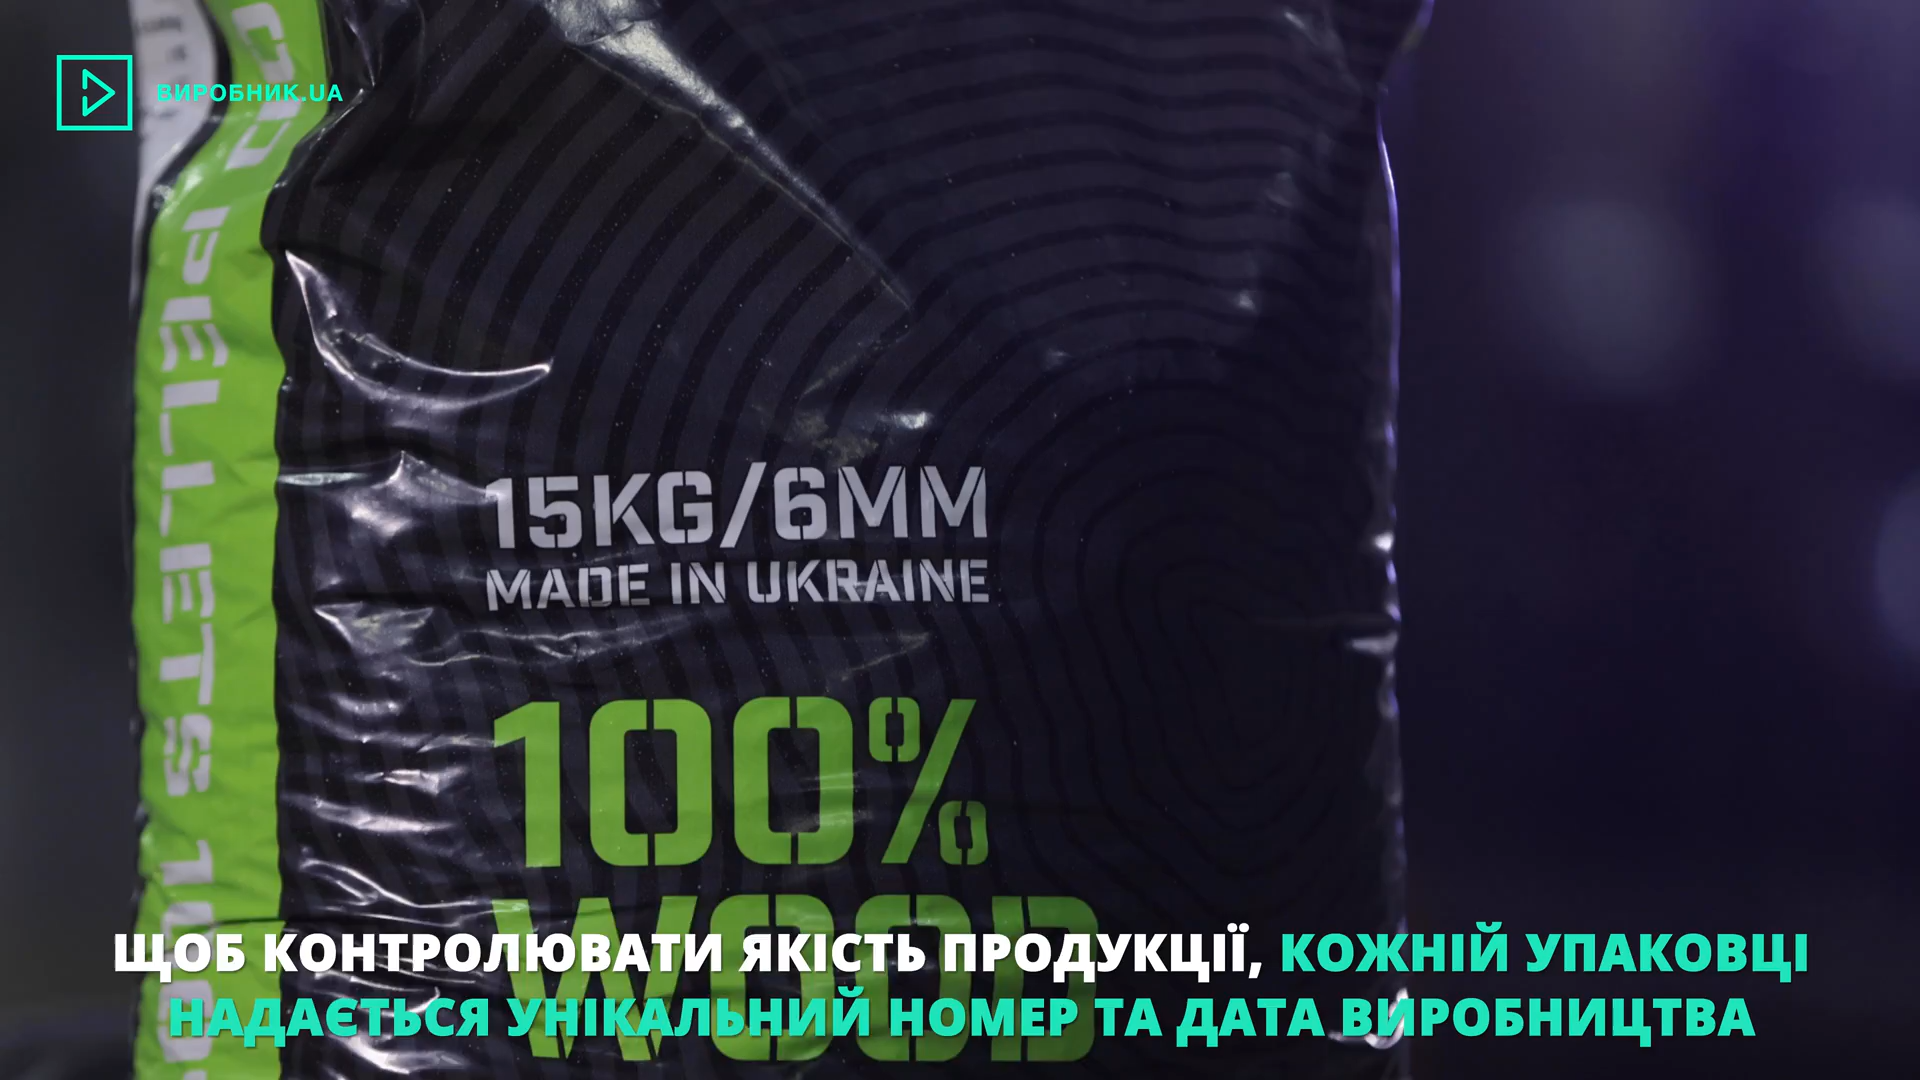 ВИРОБНИК.UA
PELLETS
15KG/6MM
MADE IN UKRAINE
100%
WOOD
ЩОБ КОНТРОЛЮВАТИ ЯКІСТЬ ПРОДУКЦІЇ, КОЖНІЙ УПАКОВЦІ
НАДАЄТЬСЯ УНІКАЛЬНИЙ НОМЕР ТА ДАТА ВИРОБНИЦТВА